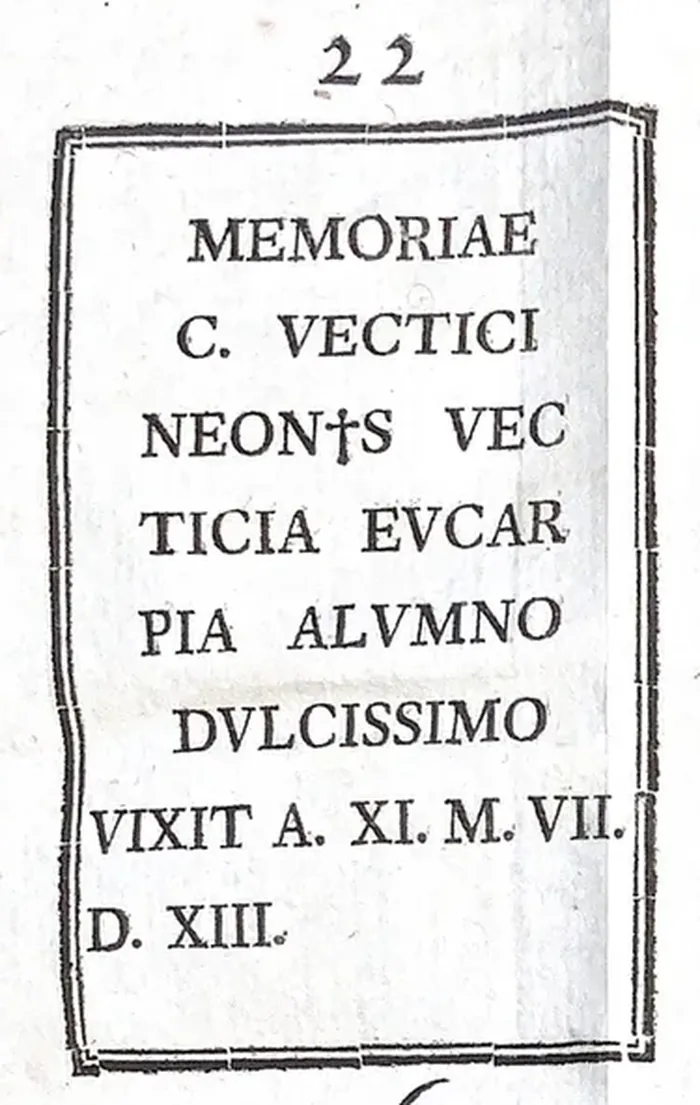 22
MEMORIAE
C. VECTICI
NEON†S VEC
TICIA EVCAR
PIA ALVMNO
DVLCISSIMO
VIXIT A. XI. M. VII.
D. XIII.